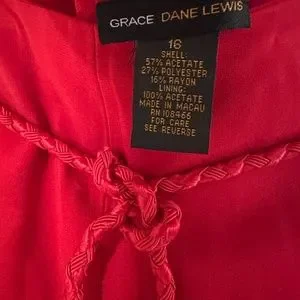 GRACE DANE LEWIS
16
SHELL:
57% ACETATE
27% POLYESTER
16% RAYON
LINING:
100% ACETATE
MADE IN MACAU
RN 108466
FOR CARE
SEE REVERSE